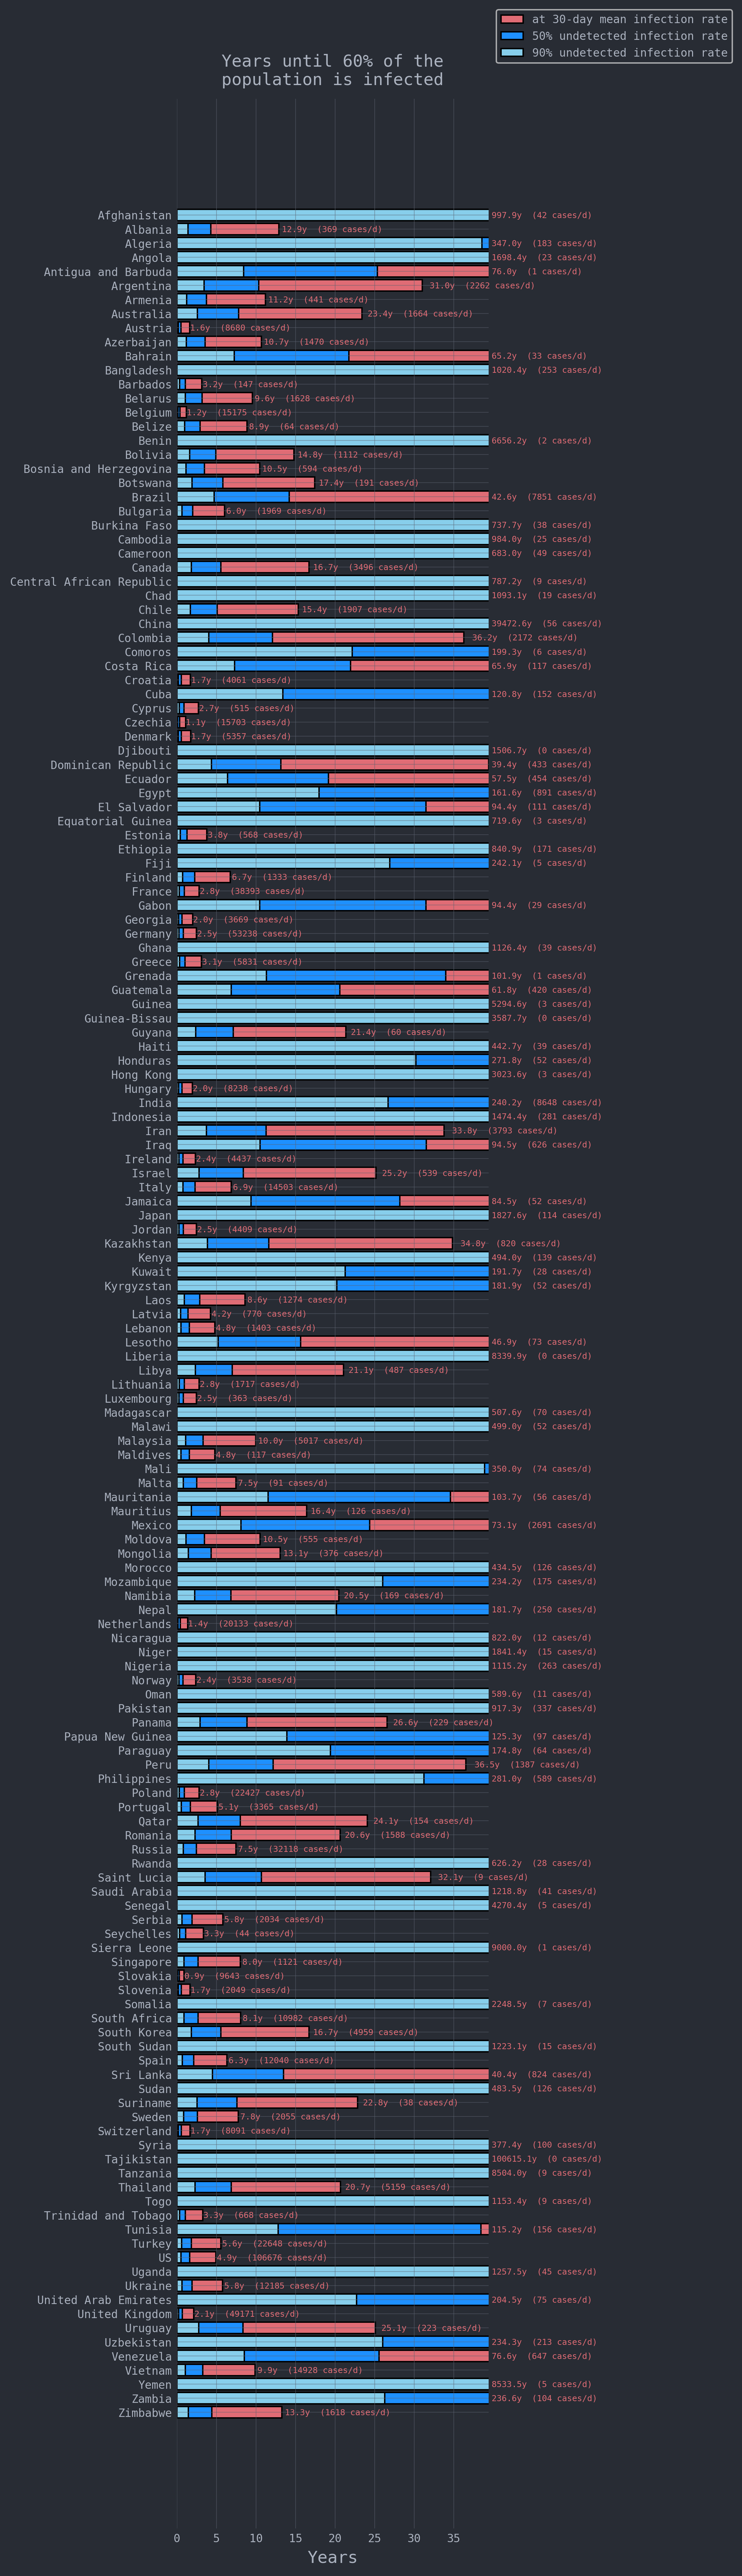 at 30-day mean infection rate
50% undetected infection rate
90% undetected infection rate
Years until 60% of the
population is infected
Afghanistan 997.9y (42 cases/d)
Albania 12.9y (369 cases/d)
Algeria 347.0y (183 cases/d)
Angola 1698.4y (23 cases/d)
Antigua and Barbuda 76.0y (1 cases/d)
Argentina 31.0y (2262 cases/d)
Armenia 11.2y (441 cases/d)
Australia 23.4y (1664 cases/d)
Austria 1.6y (8680 cases/d)
Azerbaijan 10.7y (1470 cases/d)
Bahrain 65.2y (33 cases/d)
Bangladesh 1020.4y (253 cases/d)
Barbados 3.2y (147 cases/d)
Belarus 9.6y (1628 cases/d)
Belgium 1.2y (15175 cases/d)
Belize 8.9y (64 cases/d)
Benin 6656.2y (2 cases/d)
Bolivia 14.8y (1112 cases/d)
Bosnia and Herzegovina 10.5y (594 cases/d)
Botswana 17.4y (191 cases/d)
Brazil 42.6y (7851 cases/d)
Bulgaria 6.0y (1969 cases/d)
Burkina Faso 737.7y (38 cases/d)
Cambodia 984.0y (25 cases/d)
Cameroon 683.0y (49 cases/d)
Canada 16.7y (3496 cases/d)
Central African Republic 787.2y (9 cases/d)
Chad 1093.1y (19 cases/d)
Chile 15.4y (1907 cases/d)
China 39472.6y (56 cases/d)
Colombia 36.2y (2172 cases/d)
Comoros 199.3y (6 cases/d)
Costa Rica 65.9y (117 cases/d)
Croatia 1.7y (4061 cases/d)
Cuba 120.8y (152 cases/d)
Cyprus 2.7y (515 cases/d)
Czechia 1.1y (15703 cases/d)
Denmark 1.7y (5357 cases/d)
Djibouti 1506.7y (0 cases/d)
Dominican Republic 39.4y (433 cases/d)
Ecuador 57.5y (454 cases/d)
Egypt 161.6y (891 cases/d)
El Salvador 94.4y (111 cases/d)
Equatorial Guinea 719.6y (3 cases/d)
Estonia 3.8y (568 cases/d)
Ethiopia 840.9y (171 cases/d)
Fiji 242.1y (5 cases/d)
Finland 6.7y (1333 cases/d)
France 2.8y (38393 cases/d)
Gabon 94.4y (29 cases/d)
Georgia 2.0y (3669 cases/d)
Germany 2.5y (53238 cases/d)
Ghana 1126.4y (39 cases/d)
Greece 3.1y (5831 cases/d)
Grenada 101.9y (1 cases/d)
Guatemala 61.8y (420 cases/d)
Guinea 5294.6y (3 cases/d)
Guinea-Bissau 3587.7y (0 cases/d)
Guyana 21.4y (60 cases/d)
Haiti 442.7y (39 cases/d)
Honduras 271.8y (52 cases/d)
Hong Kong 3023.6y (3 cases/d)
Hungary 2.0y (8238 cases/d)
India 240.2y (8648 cases/d)
Indonesia 1474.4y (281 cases/d)
Iran 33.8y (3793 cases/d)
Iraq 94.5y (626 cases/d)
Ireland 2.4y (4437 cases/d)
Israel 25.2y (539 cases/d)
Italy 6.9y (14503 cases/d)
Jamaica 84.5y (52 cases/d)
Japan 1827.6y (114 cases/d)
Jordan 2.5y (4409 cases/d)
Kazakhstan 34.8y (820 cases/d)
Kenya 494.0y (139 cases/d)
Kuwait 191.7y (28 cases/d)
Kyrgyzstan 181.9y (52 cases/d)
Laos 8.6y (1274 cases/d)
Latvia 4.2y (770 cases/d)
Lebanon 4.8y (1403 cases/d)
Lesotho 46.9y (73 cases/d)
Liberia 8339.9y (0 cases/d)
Libya 21.1y (487 cases/d)
Lithuania 2.8y (1717 cases/d)
Luxembourg 2.5y (363 cases/d)
Madagascar 507.6y (70 cases/d)
Malawi 499.0y (52 cases/d)
Malaysia 10.0y (5017 cases/d)
Maldives 4.8y (117 cases/d)
Mali 350.0y (74 cases/d)
Malta 7.5y (91 cases/d)
Mauritania 103.7y (56 cases/d)
Mauritius 16.4y (126 cases/d)
Mexico 73.1y (2691 cases/d)
Moldova 10.5y (555 cases/d)
Mongolia 13.1y (376 cases/d)
Morocco 434.5y (126 cases/d)
Mozambique 234.2y (175 cases/d)
Namibia 20.5y (169 cases/d)
Nepal 181.7y (250 cases/d)
Netherlands 1.4y (20133 cases/d)
Nicaragua 822.0y (12 cases/d)
Niger 1841.4y (15 cases/d)
Nigeria 1115.2y (263 cases/d)
Norway 2.4y (3538 cases/d)
Oman 589.6y (11 cases/d)
Pakistan 917.3y (337 cases/d)
Panama 26.6y (229 cases/d)
Papua New Guinea 125.3y (97 cases/d)
Paraguay 174.8y (64 cases/d)
Peru 36.5y (1387 cases/d)
Philippines 281.0y (589 cases/d)
Poland 2.8y (22427 cases/d)
Portugal 5.1y (3365 cases/d)
Qatar 24.1y (154 cases/d)
Romania 20.6y (1588 cases/d)
Russia 7.5y (32118 cases/d)
Rwanda 626.2y (28 cases/d)
Saint Lucia 32.1y (9 cases/d)
Saudi Arabia 1218.8y (41 cases/d)
Senegal 4270.4y (5 cases/d)
Serbia 5.8y (2034 cases/d)
Seychelles 3.3y (44 cases/d)
Sierra Leone 9000.0y (1 cases/d)
Singapore 8.0y (1121 cases/d)
Slovakia 0.9y (9643 cases/d)
Slovenia 1.7y (2049 cases/d)
Somalia 2248.5y (7 cases/d)
South Africa 8.1y (10982 cases/d)
South Korea 16.7y (4959 cases/d)
South Sudan 1223.1y (15 cases/d)
Spain 6.3y (12040 cases/d)
Sri Lanka 40.4y (824 cases/d)
Sudan 483.5y (126 cases/d)
Suriname 22.8y (38 cases/d)
Sweden 7.8y (2055 cases/d)
Switzerland 1.7y (8091 cases/d)
Syria 377.4y (100 cases/d)
Tajikistan 100615.1y (0 cases/d)
Tanzania 8504.0y (9 cases/d)
Thailand 20.7y (5159 cases/d)
Togo 1153.4y (9 cases/d)
Trinidad and Tobago 3.3y (668 cases/d)
Tunisia 115.2y (156 cases/d)
Turkey 5.6y (22648 cases/d)
US 4.9y (106676 cases/d)
Uganda 1257.5y (45 cases/d)
Ukraine 5.8y (12185 cases/d)
United Arab Emirates 204.5y (75 cases/d)
United Kingdom 2.1y (49171 cases/d)
Uruguay 25.1y (223 cases/d)
Uzbekistan 234.3y (213 cases/d)
Venezuela 76.6y (647 cases/d)
Vietnam 9.9y (14928 cases/d)
Yemen 8533.5y (5 cases/d)
Zambia 236.6y (104 cases/d)
Zimbabwe 13.3y (1618 cases/d)
0 5 10 15 20 25 30 35
Years